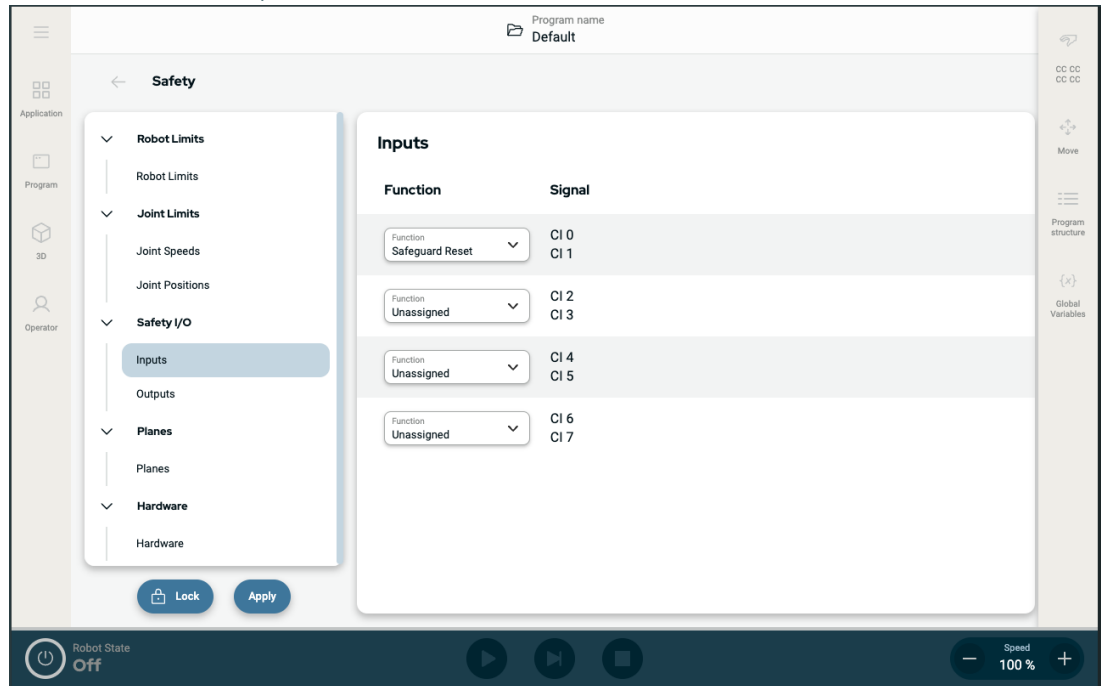 Program name
Default
Application
Program
3D
Operator
Safety
Robot Limits
Robot Limits
Joint Limits
Joint Speeds
Joint Positions
Safety I/O
Inputs
Outputs
Planes
Planes
Hardware
Hardware
Lock
Apply
Inputs
Function Signal
Function
Safeguard Reset
CI 0
CI 1
Function
Unassigned
CI 2
CI 3
Function
Unassigned
CI 4
CI 5
Function
Unassigned
CI 6
CI 7
CC CC
CC CC
Move
Program
structure
{x}
Global
Variables
Robot State
Off
Speed
100 %